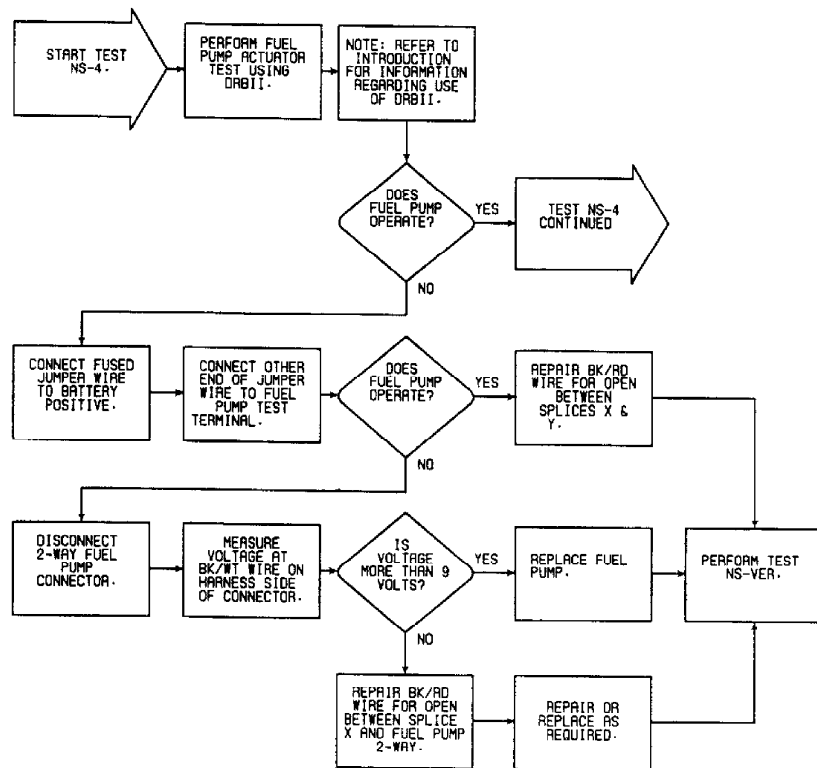 START TEST
NS-4.
PERFORM FUEL
PUMP ACTUATOR
TEST USING
DRBII.
NOTE: REFER TO
INTRODUCTION
FOR INFORMATION
REGARDING USE
OF DRBII.
DOES
FUEL PUMP
OPERATE?
YES
TEST NS-4
CONTINUED
NO
CONNECT FUSED
JUMPER WIRE
TO BATTERY
POSITIVE.
CONNECT OTHER
END OF JUMPER
WIRE TO FUEL
PUMP TEST
TERMINAL.
DOES
FUEL PUMP
OPERATE?
YES
REPAIR BK/RD
WIRE FOR OPEN
BETWEEN
SPLICES X &
Y.
NO
DISCONNECT
2-WAY FUEL
PUMP
CONNECTOR.
MEASURE
VOLTAGE AT
BK/WT WIRE ON
HARNESS SIDE
OF CONNECTOR.
IS
VOLTAGE
MORE THAN 9
VOLTS?
YES
REPLACE FUEL
PUMP.
PERFORM TEST
NS-VER.
NO
REPAIR BK/RD
WIRE FOR OPEN
BETWEEN SPLICE
X AND FUEL PUMP
2-WAY.
REPAIR OR
REPLACE AS
REQUIRED.